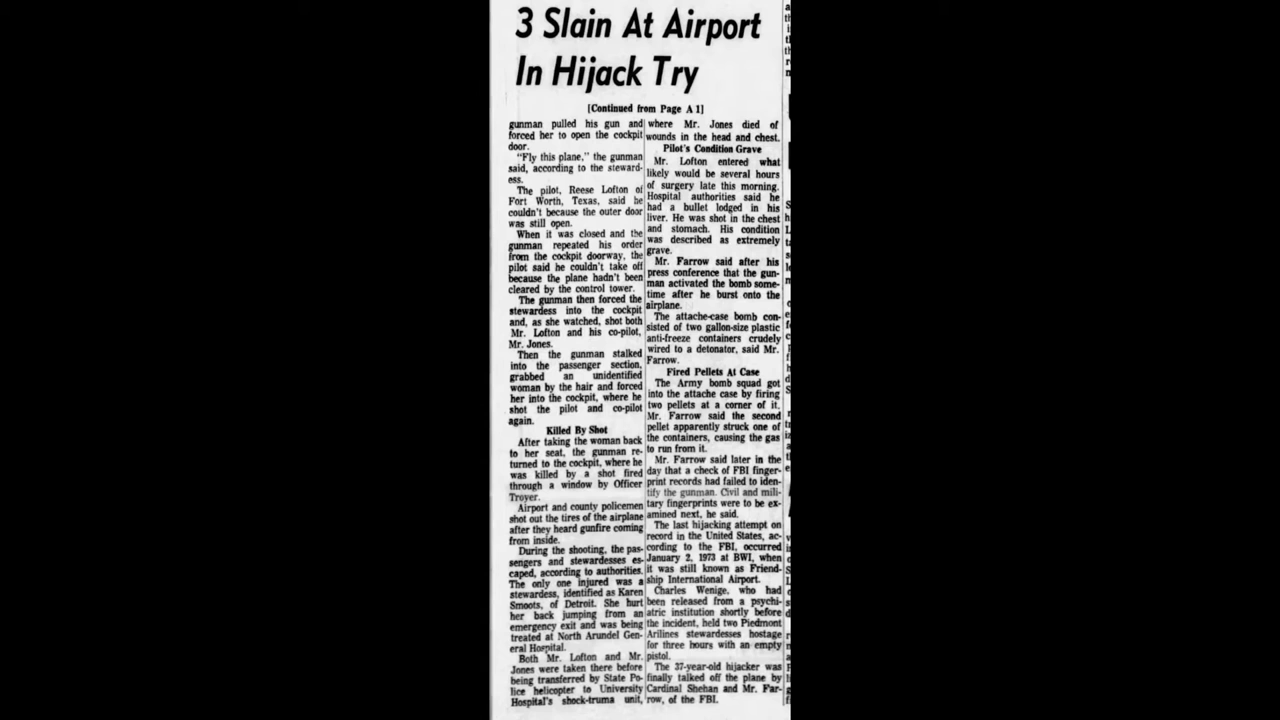 3 Slain At Airport
In Hijack Try
[Continued from Page A 1]
gunman pulled his gun and
forced her to open the cockpit
door.
"Fly this plane," the gunman
said, according to the steward-
ess.
The pilot, Reese Lofton of
Fort Worth, Texas, said he
couldn't because the outer door
was still open.
When it was closed and the
gunman repeated his order
from the cockpit doorway, the
pilot said he couldn't take off
because the plane hadn't been
cleared by the control tower.
The gunman then forced the
stewardess into the cockpit
and, as she watched, shot both
Mr. Lofton and his co-pilot,
Mr. Jones.
Then the gunman stalked
into the passenger section,
grabbed an unidentified
woman by the hair and forced
her into the cockpit, where he
shot the pilot and co-pilot
again.
Killed By Shot
After taking the woman back
to her seat, the gunman re-
turned to the cockpit, where he
was killed by a shot fired
through a window by Officer
Troyer.
Airport and county policemen
shot out the tires of the airplane
after they heard gunfire coming
from inside.
During the shooting, the pas-
sengers and stewardesses es-
caped, according to authorities.
The only one injured was a
stewardess, identified as Karen
Smoots, of Detroit. She hurt
her back jumping from an
emergency exit and was being
treated at North Arundel Gen-
eral Hospital.
Both Mr. Lofton and Mr.
Jones were taken there before
being transferred by State Po-
lice helicopter to University
Hospital's shock-truma unit,
where Mr. Jones died of
wounds in the head and chest.
Pilot's Condition Grave
Mr. Lofton entered what
likely would be several hours
of surgery late this morning.
Hospital authorities said he
had a bullet lodged in his
liver. He was shot in the chest
and stomach. His condition
was described as extremely
grave.
Mr. Farrow said after his
press conference that the gun-
man activated the bomb some-
time after he burst onto the
airplane.
The attache-case bomb con-
sisted of two gallon-size plastic
anti-freeze containers crudely
wired to a detonator, said Mr.
Farrow.
Fired Pellets At Case
The Army bomb squad got
into the attache case by firing
two pellets at a corner of it.
Mr. Farrow said the second
pellet apparently struck one of
the containers, causing the gas
to run from it.
Mr. Farrow said later in the
day that a check of FBI finger-
print records had failed to iden-
tify the gunman. Civil and mili-
tary fingerprints were to be ex-
amined next, he said.
The last hijacking attempt on
record in the United States, ac-
cording to the FBI, occurred
January 2, 1973 at BWI, when
it was still known as Friend-
ship International Airport.
Charles Wenige, who had
been released from a psychi-
atric institution shortly before
the incident, held two Piedmont
Arilines stewardesses hostage
for three hours with an empty
pistol.
The 37-year-old hijacker was
finally talked off the plane by
Cardinal Shehan and Mr. Far-
row, of the FBI.